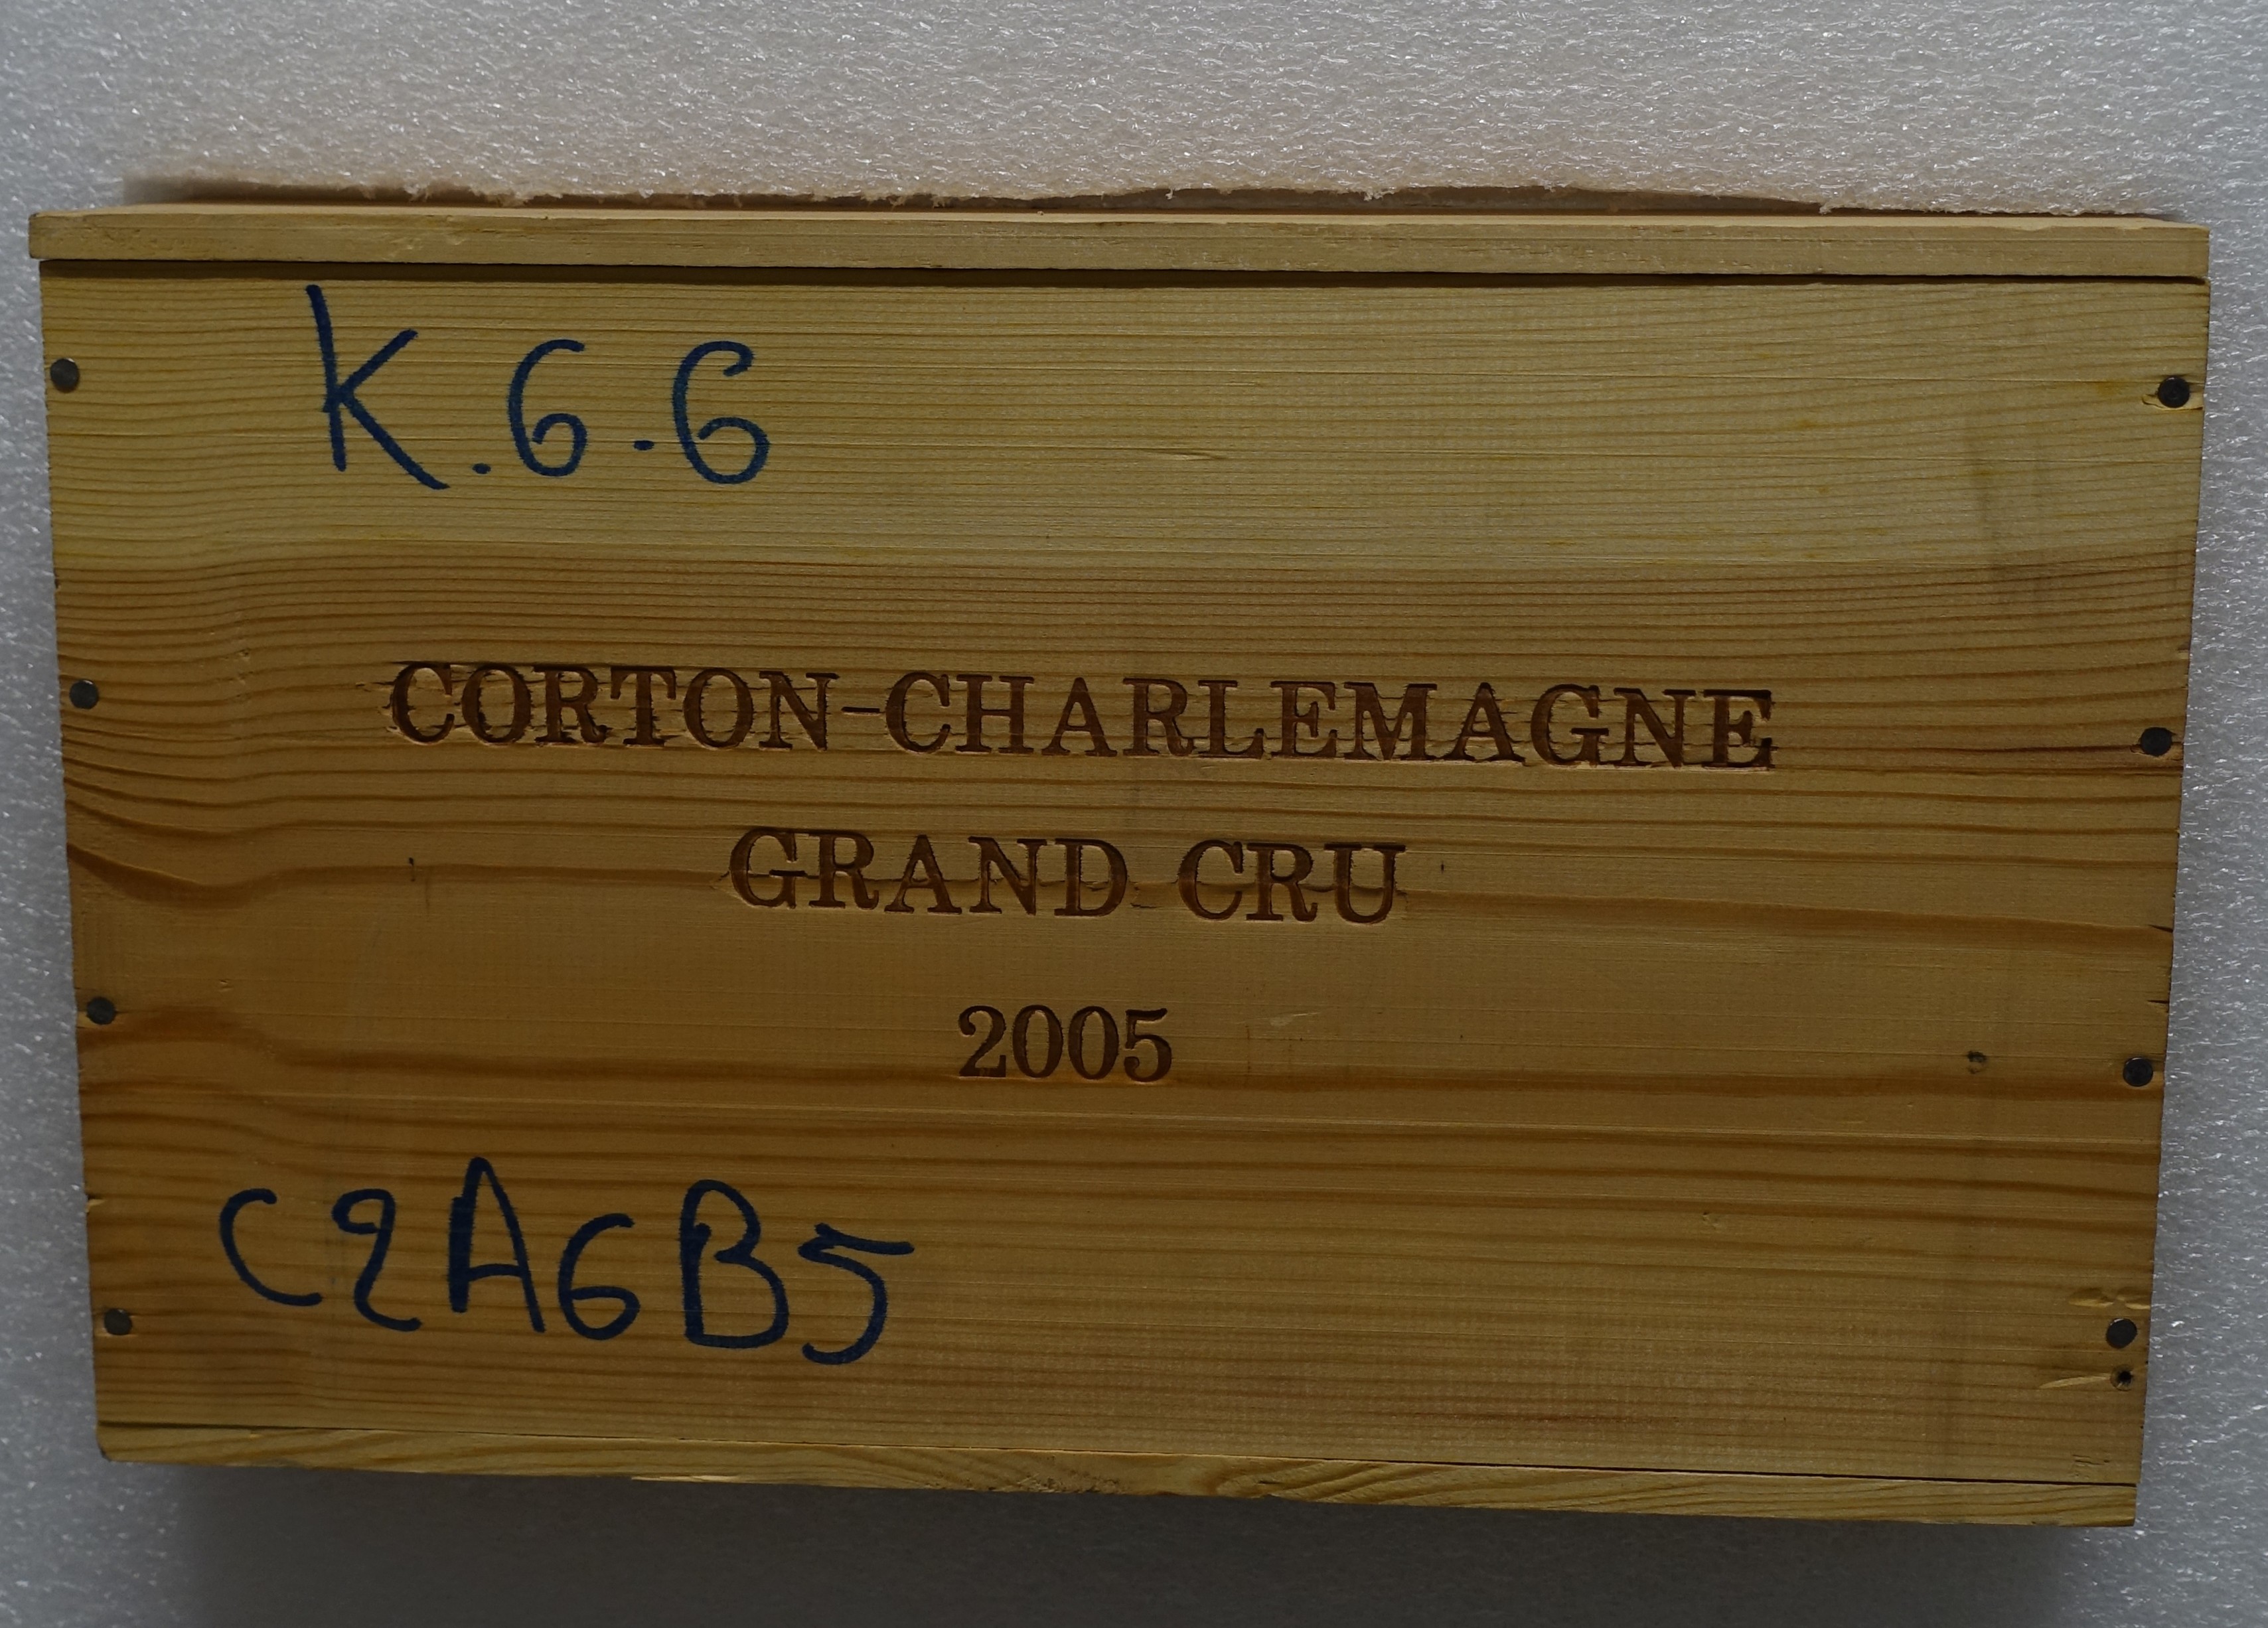 K.6.6
CORTON-CHARLEMAGNE
GRAND CRU
2005
C2A6B5